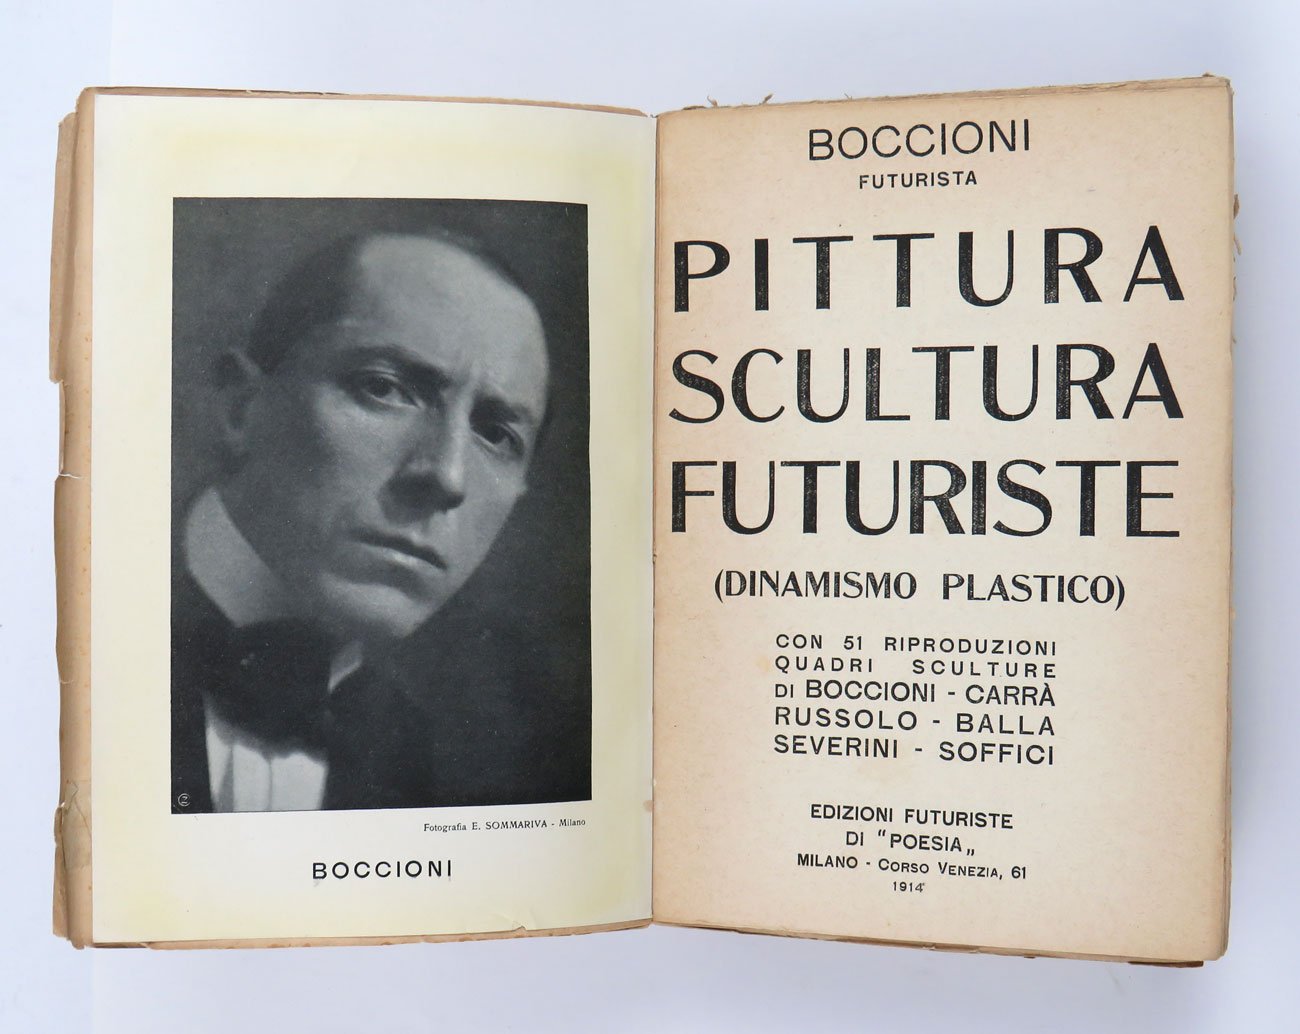 Fotografia E. SOMMARIVA - Milano
BOCCIONI
BOCCIONI
FUTURISTA
PITTURA
SCULTURA
FUTURISTE
(DINAMISMO PLASTICO)
CON 51 RIPRODUZIONI
QUADRI SCULTURE
DI BOCCIONI - CARRÀ
RUSSOLO - BALLA
SEVERINI - SOFFICI
EDIZIONI FUTURISTE
DI "POESIA„
MILANO - CORSO VENEZIA, 61
1914